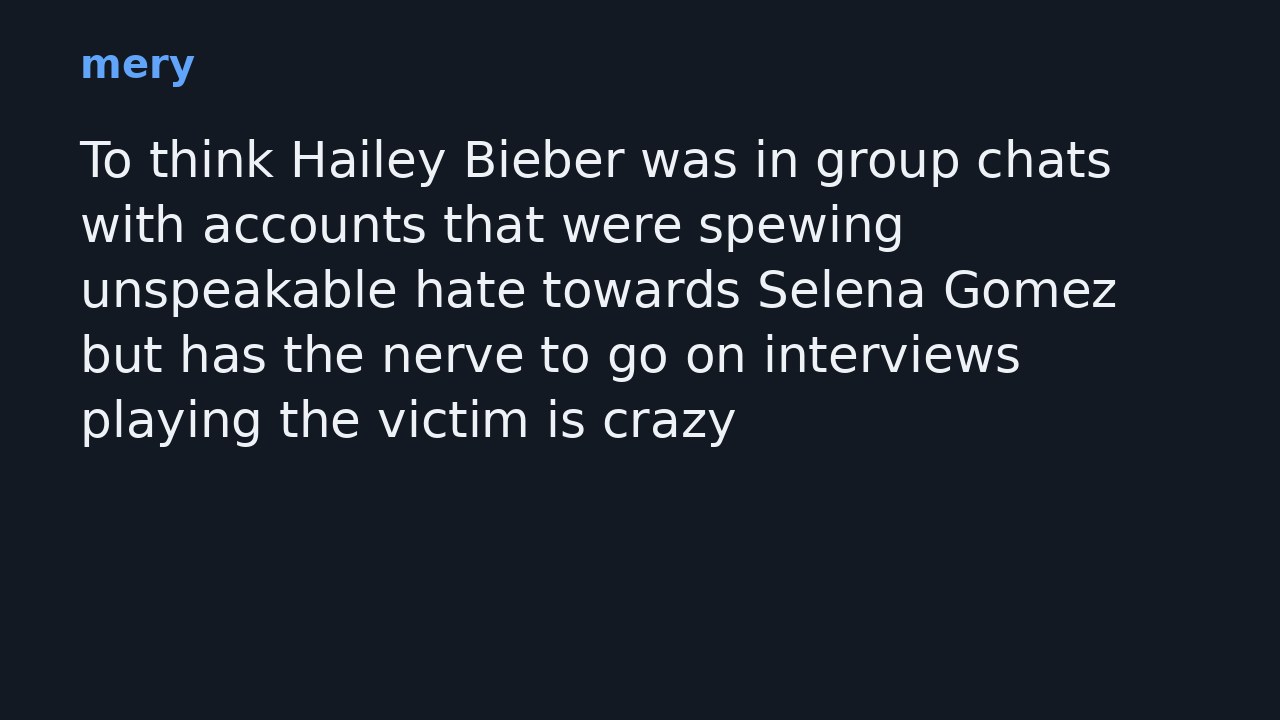 mery
To think Hailey Bieber was in group chats
with accounts that were spewing
unspeakable hate towards Selena Gomez
but has the nerve to go on interviews
playing the victim is crazy